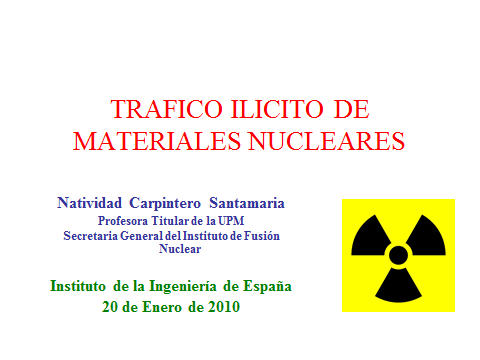 TRAFICO ILICITO DE
MATERIALES NUCLEARES
Natividad Carpintero Santamaria
Profesora Titular de la UPM
Secretaria General del Instituto de Fusión
Nuclear
Instituto de la Ingeniería de España
20 de Enero de 2010